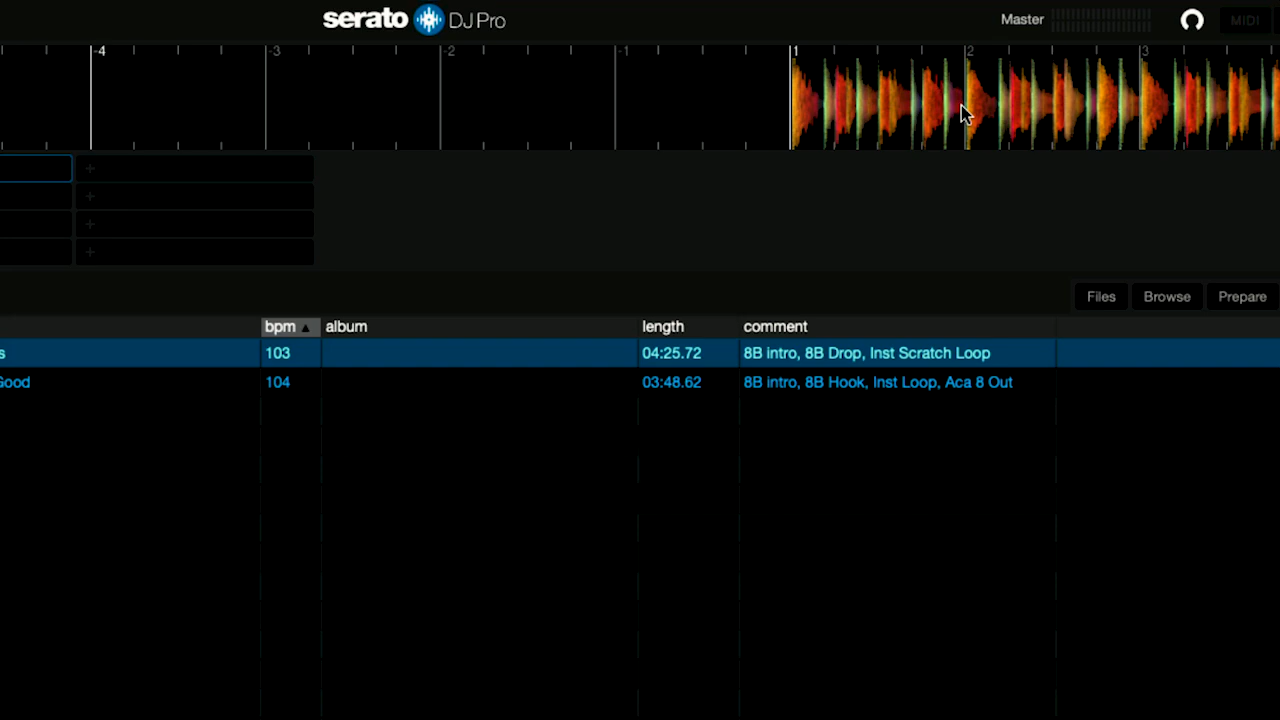 serato DJ Pro
Master
MIDI
-4 -3 -2 -1 1 2 3
+
+
+
+
Files Browse Prepare
bpm album length comment
s 103 04:25.72 8B intro, 8B Drop, Inst Scratch Loop
Good 104 03:48.62 8B intro, 8B Hook, Inst Loop, Aca 8 Out